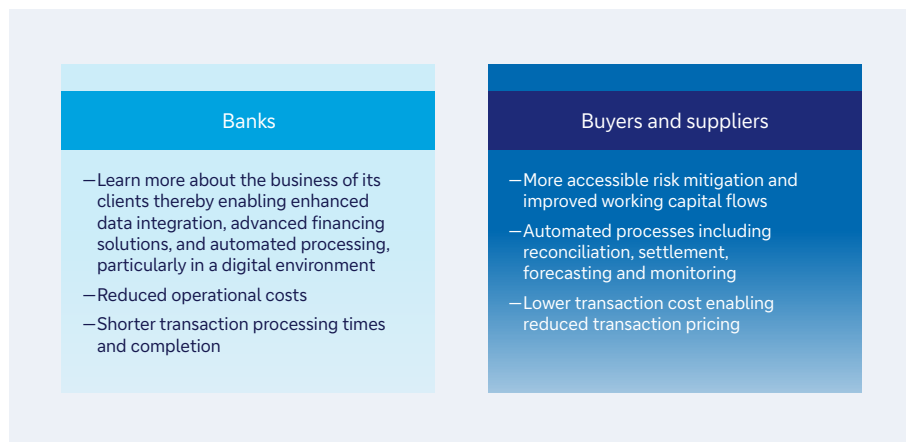 Banks
—Learn more about the business of its
clients thereby enabling enhanced
data integration, advanced financing
solutions, and automated processing,
particularly in a digital environment
—Reduced operational costs
—Shorter transaction processing times
and completion
Buyers and suppliers
—More accessible risk mitigation and
improved working capital flows
—Automated processes including
reconciliation, settlement,
forecasting and monitoring
—Lower transaction cost enabling
reduced transaction pricing